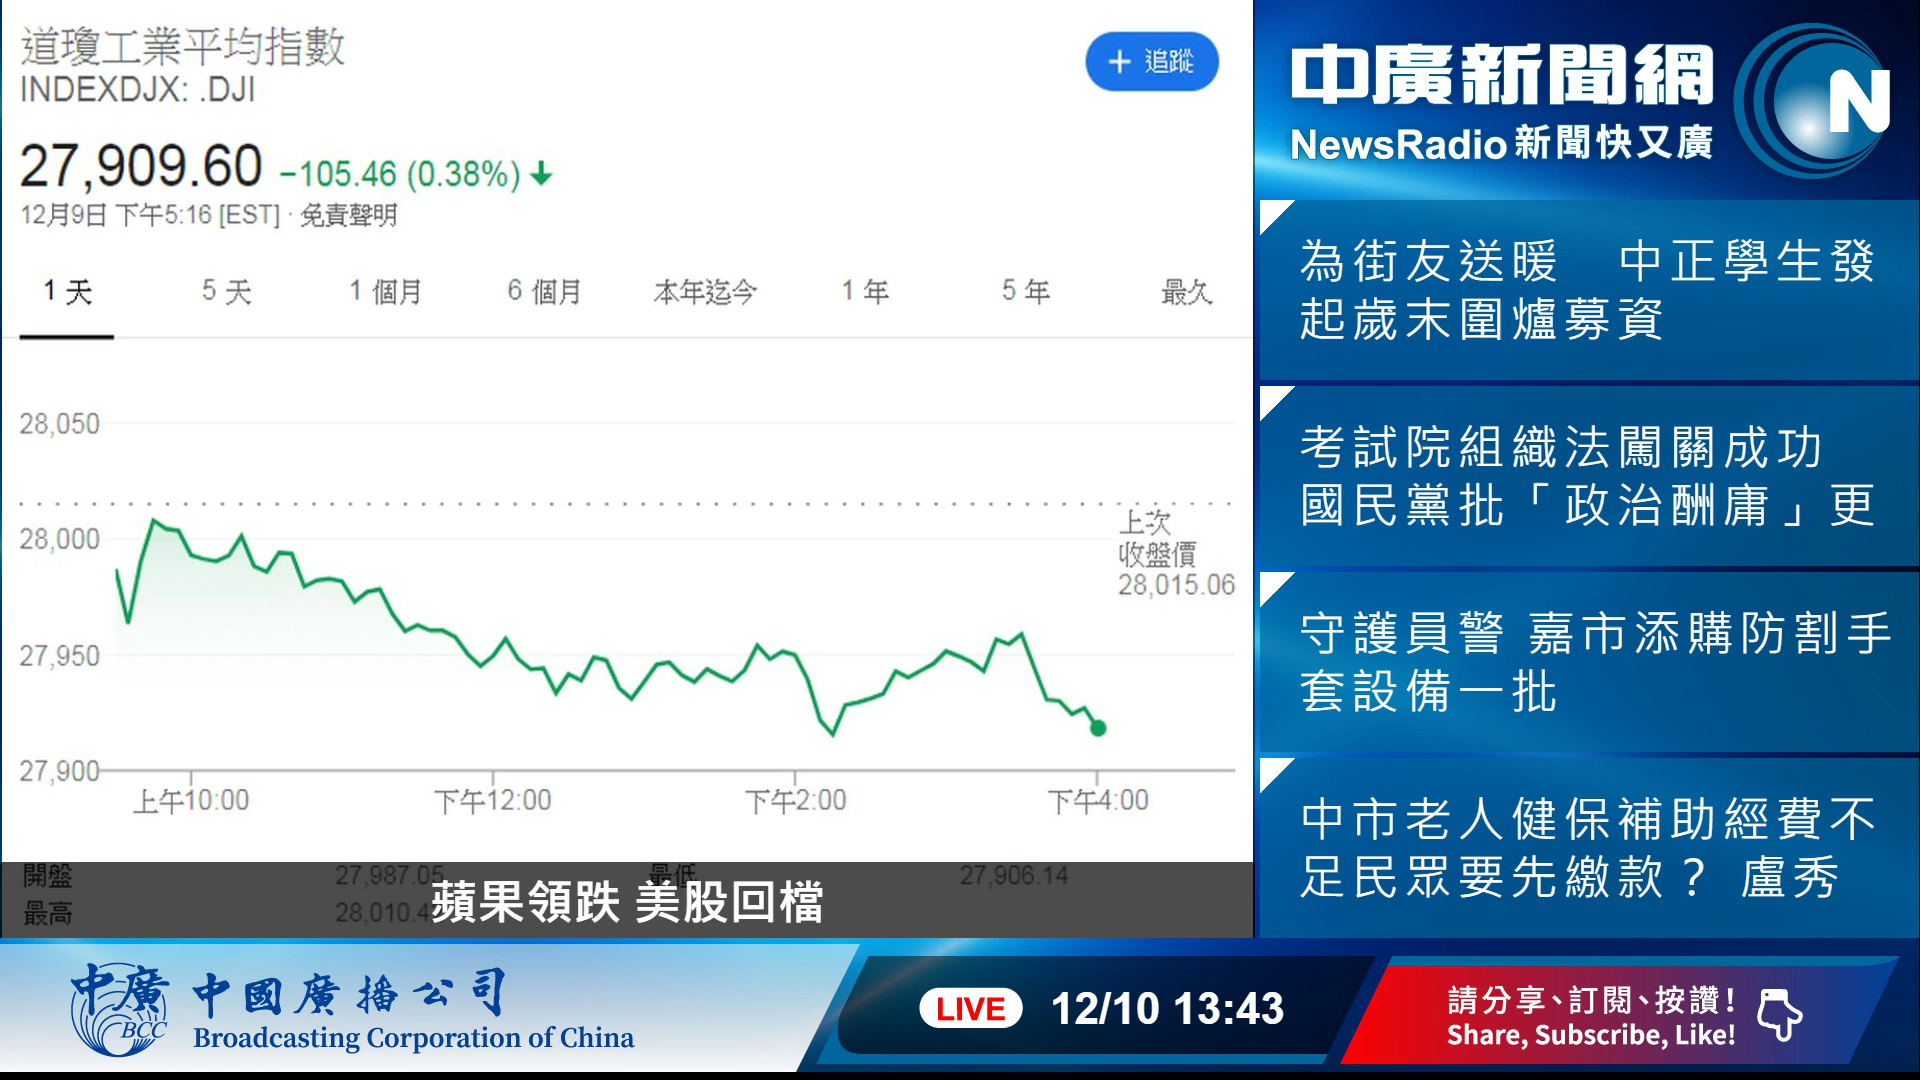 道瓊工業平均指數
INDEXDJX: .DJI
+ 追蹤
27,909.60 −105.46 (0.38%) ↓
12月9日 下午5:16 [EST] · 免責聲明
1 天 5 天 1 個月 6 個月 本年迄今 1 年 5 年 最久
28,050
28,000
27,950
27,900
上次
收盤價
28,015.06
上午10:00 下午12:00 下午2:00 下午4:00
開盤 27,987.05 最低 27,906.14
最高 28,010.4
蘋果領跌 美股回檔
中廣新聞網
NewsRadio 新聞快又廣
N
為街友送暖 中正學生發
起歲末圍爐募資
考試院組織法闖關成功
國民黨批「政治酬庸」更
守護員警 嘉市添購防割手
套設備一批
中市老人健保補助經費不
足民眾要先繳款? 盧秀
中廣
BCC
中國廣播公司
Broadcasting Corporation of China
LIVE 12/10 13:43
請分享、訂閱、按讚!
Share, Subscribe, Like!